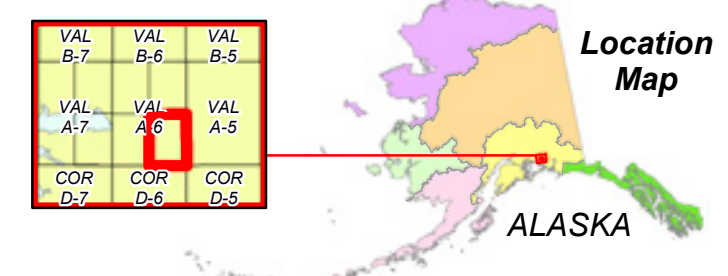 VAL VAL VAL
B-7 B-6 B-5
VAL VAL VAL
A-7 A-6 A-5
COR COR COR
D-7 D-6 D-5
Location
Map
ALASKA